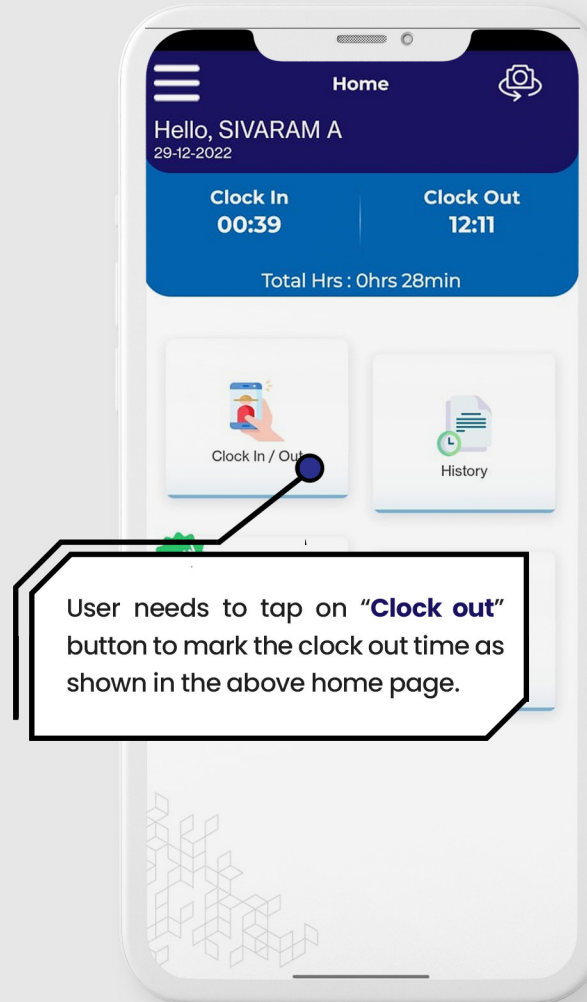 Home
Hello, SIVARAM A
29-12-2022
Clock In
Clock Out
00:39
12:11
Total Hrs : 0hrs 28min
Clock In / Out
History
User needs to tap on “Clock out”
button to mark the clock out time as
shown in the above home page.